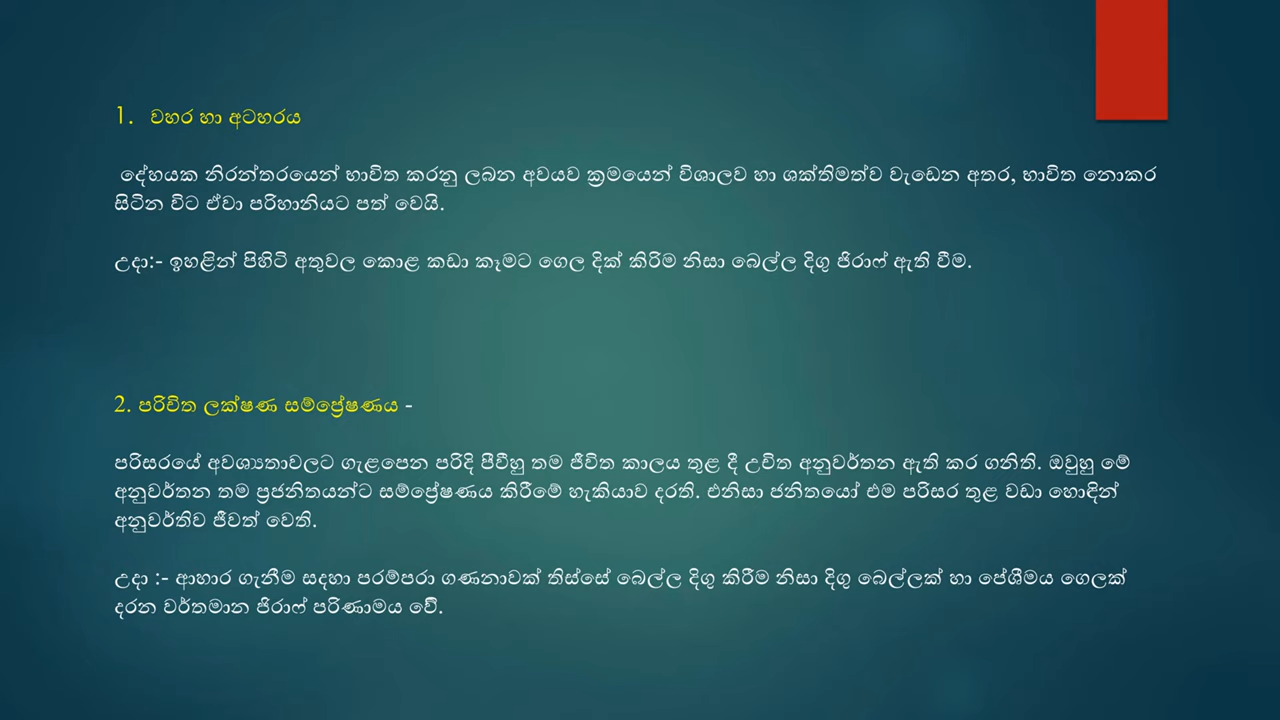 1. වහර හා අටහරය
දේහයක නිරන්තරයෙන් භාවිත කරනු ලබන අවයව ක්‍රමයෙන් විශාලව හා ශක්තිමත්ව වැඩෙන අතර, භාවිත නොකර
සිටින විට ඒවා පරිහානියට පත් වෙයි.
උදා:- ඉහළින් පිහිටි අතුවල කොළ කඩා කෑමට ගෙල දික් කිරිම නිසා බෙල්ල දිගු ජිරාෆ් ඇති වීම.
2. පරිචිත ලක්ෂණ සම්ප්‍රේෂණය -
පරිසරයේ අවශ්‍යතාවලට ගැළපෙන පරිදි පීවීහු තම ජීවිත කාලය තුළ දී උචිත අනුවර්තන ඇති කර ගනිති. ඔවුහු මේ
අනුවර්තන තම ප්‍රජනිතයන්ට සම්ප්‍රේෂණය කිරීමේ හැකියාව දරති. එනිසා ජනිතයෝ එම පරිසර තුළ වඩා හොඳින්
අනුවර්තිව ජීවත් වෙති.
උදා :- ආහාර ගැනීම සදහා පරම්පරා ගණනාවක් තිස්සේ බෙල්ල දිගු කිරීම නිසා දිගු බෙල්ලක් හා පේශීමය ගෙලක්
දරන වර්තමාන ජිරාෆ් පරිණාමය වේී.